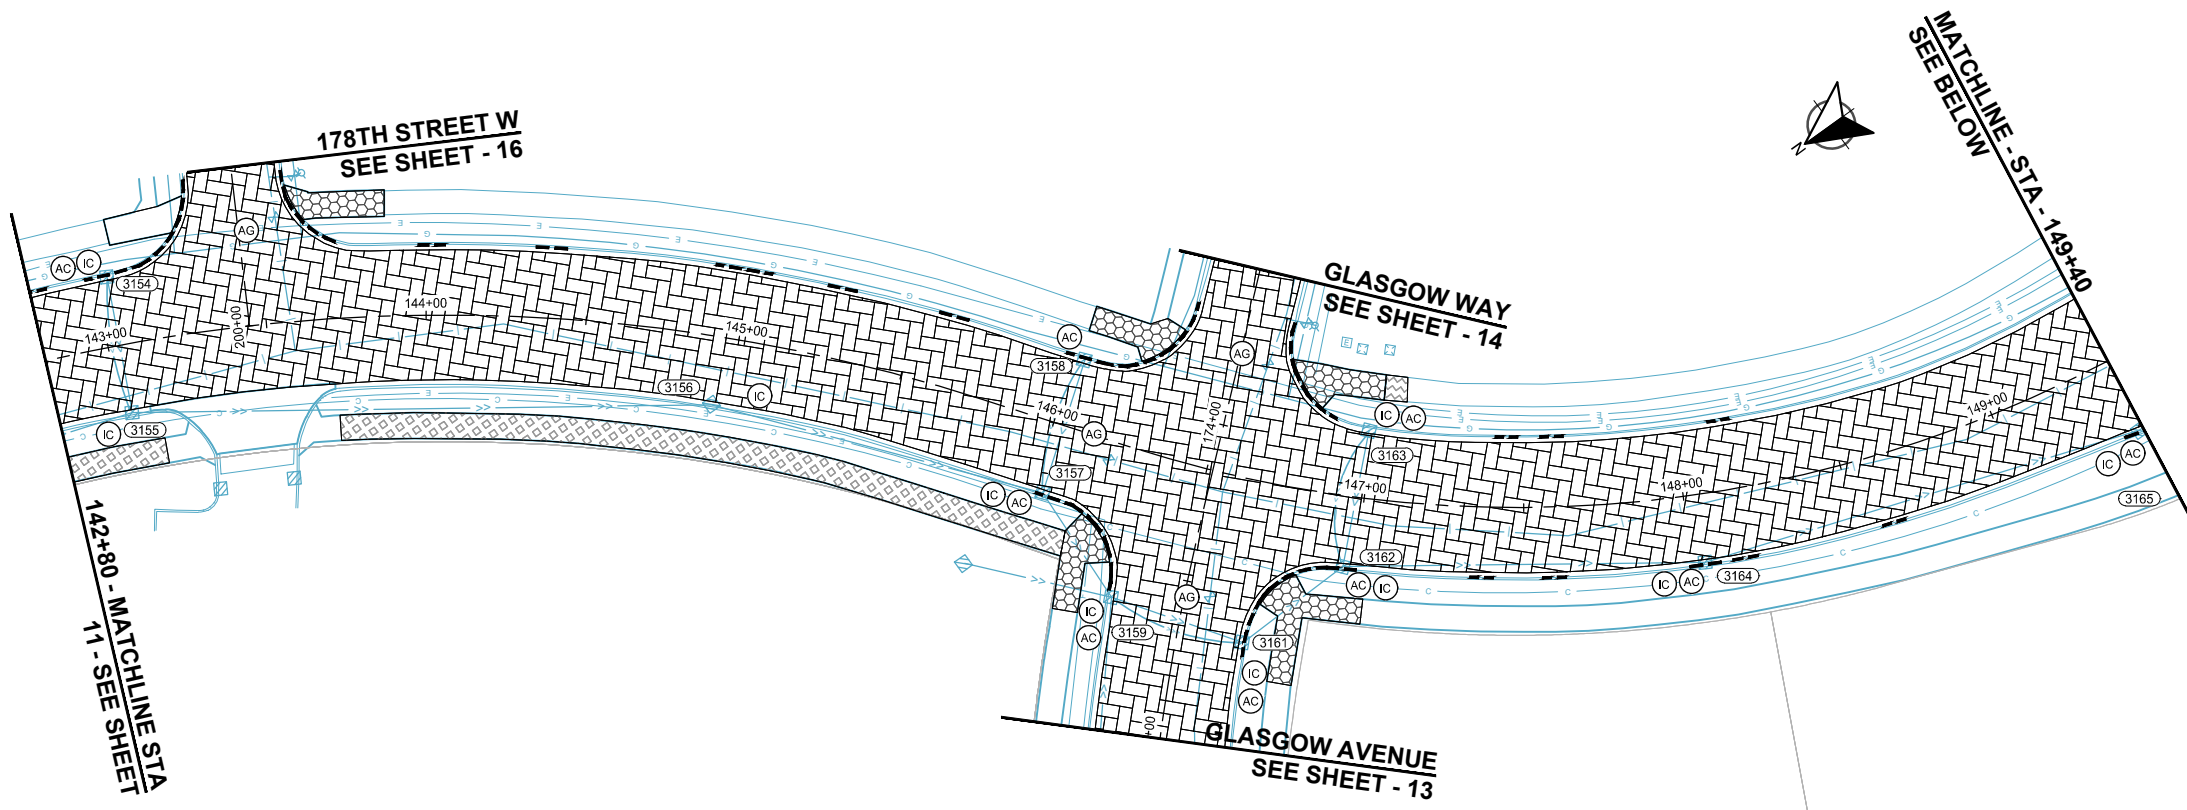 178TH STREET W
SEE SHEET - 16
GLASGOW WAY
SEE SHEET - 14
MATCHLINE - STA - 149+40
SEE BELOW
N
142+80 - MATCHLINE STA
11 - SEE SHEET
GLASGOW AVENUE
SEE SHEET - 13
AG
AC IC
3154
143+00
200+00
144+00
145+00
IC
3155
3156
IC
AC
3158
146+00
AG
3157
IC AC
AG
174+00
IC AC
3163
147+00
148+00
149+00
IC AC
3165
3162
AC IC
IC AC
3164
AG
IC
AC
3159
3161
IC
AC
+00
E